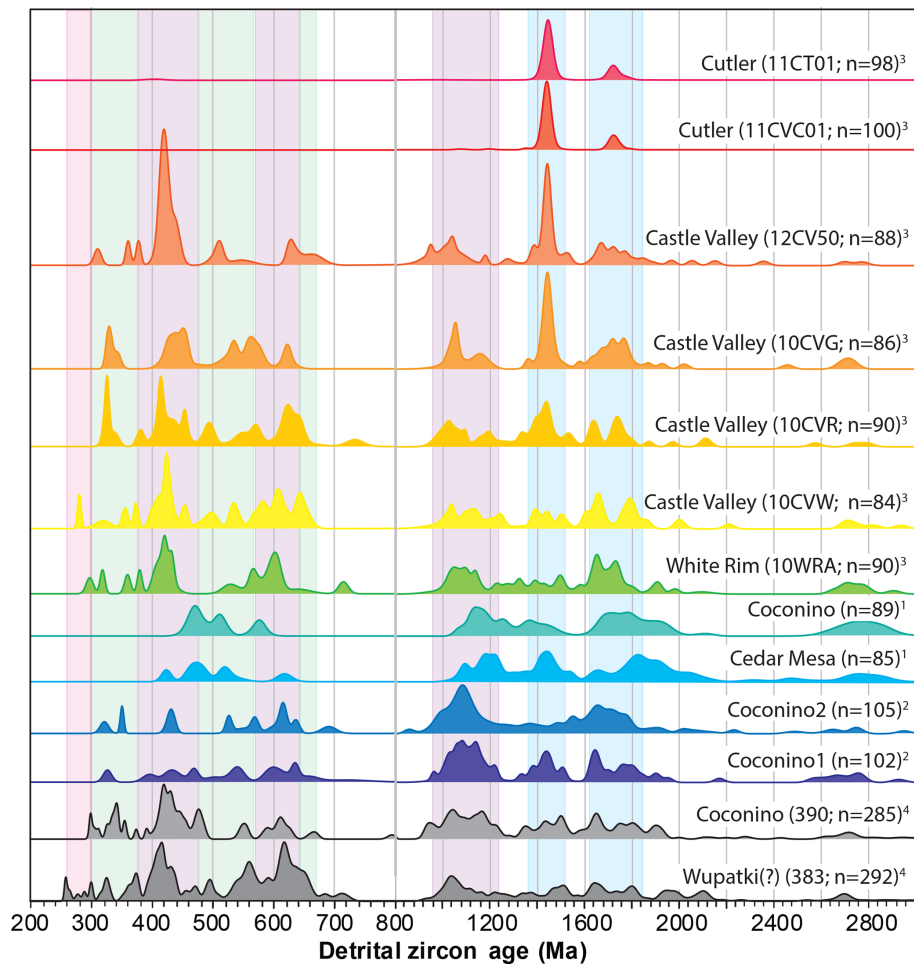 Cutler (11CT01; n=98)³
Cutler (11CVC01; n=100)³
Castle Valley (12CV50; n=88)³
Castle Valley (10CVG; n=86)³
Castle Valley (10CVR; n=90)³
Castle Valley (10CVW; n=84)³
White Rim (10WRA; n=90)³
Coconino (n=89)¹
Cedar Mesa (n=85)¹
Coconino2 (n=105)²
Coconino1 (n=102)²
Coconino (390; n=285)⁴
Wupatki(?) (383; n=292)⁴
200 300 400 500 600 700 800 1200 1600 2000 2400 2800
Detrital zircon age (Ma)